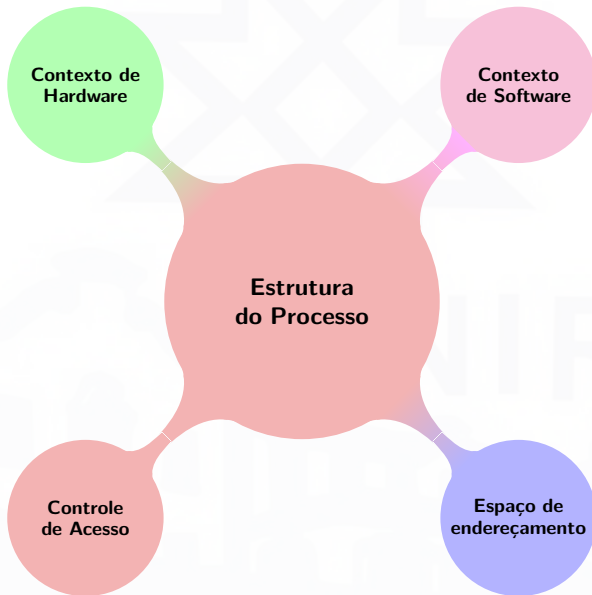 Contexto de
Hardware
Contexto
de Software
Estrutura
do Processo
Controle
de Acesso
Espaço de
endereçamento